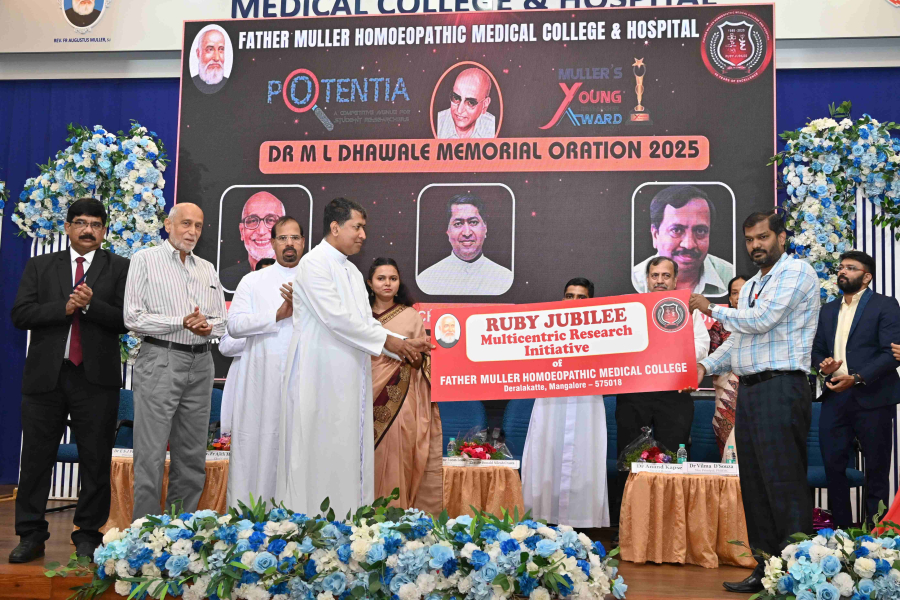 MEDICAL COLLEGE & HOSPITAL
REV. FR AUGUSTUS MULLER, SJ
FATHER MULLER HOMOEOPATHIC MEDICAL COLLEGE & HOSPITAL
POTENTIA
MULLER'S
YOUNG
AWARD
DR M L DHAWALE MEMORIAL ORATION 2025
RUBY JUBILEE
Multicentric Research
Initiative
of
FATHER MULLER HOMOEOPATHIC MEDICAL COLLEGE
Deralakatte, Mangalore – 575018
Dr Anand Kapse
Dr Vilma D'Souza